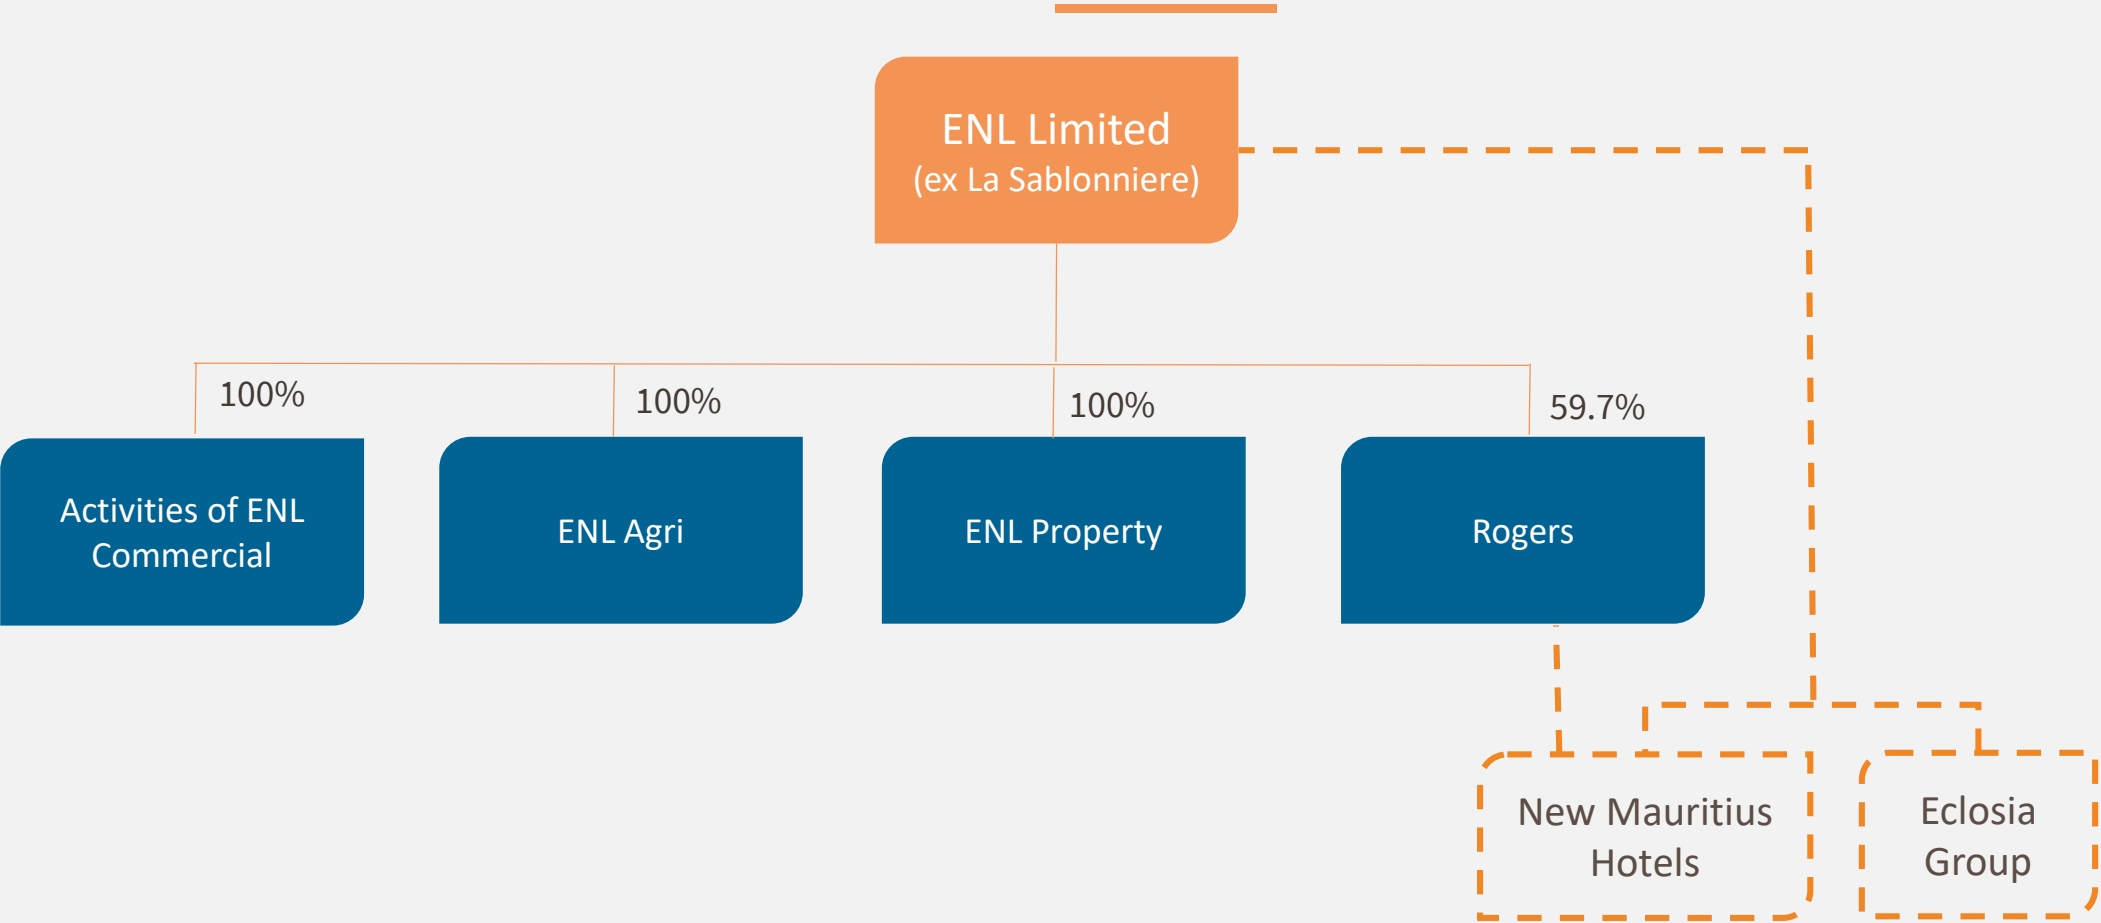 ENL Limited
(ex La Sablonniere)
100%
100%
100%
59.7%
Activities of ENL
Commercial
ENL Agri
ENL Property
Rogers
New Mauritius
Hotels
Eclosia
Group